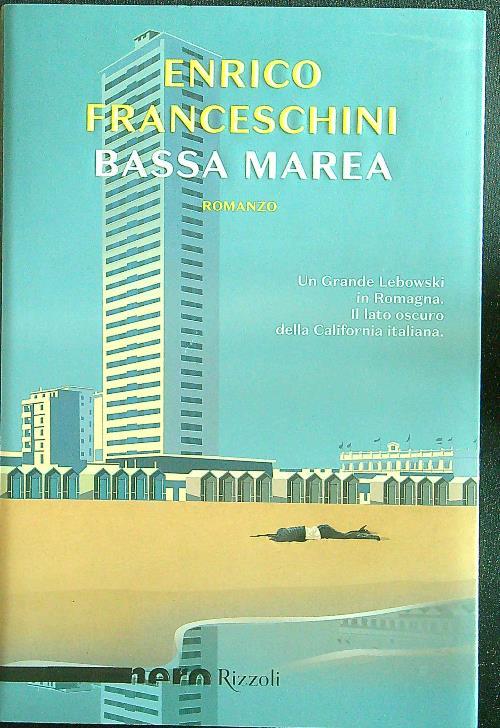 ENRICO
FRANCESCHINI
BASSA MAREA
ROMANZO
Un Grande Lebowski
in Romagna.
Il lato oscuro
della California italiana.
nero Rizzoli